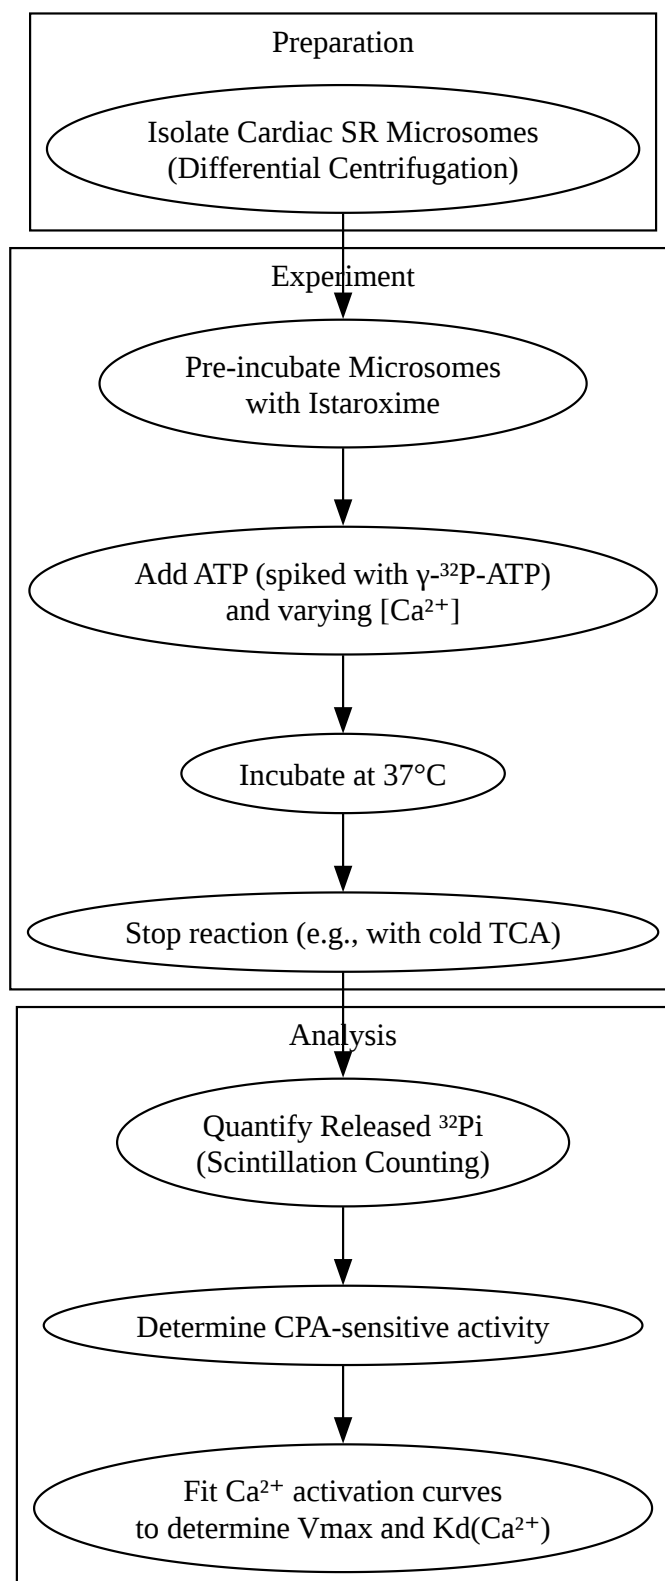 Preparation
Isolate Cardiac SR Microsomes
(Differential Centrifugation)
Experiment
Pre-incubate Microsomes
with Istaroxime
Add ATP (spiked with γ-³²P-ATP)
and varying [Ca²⁺]
Incubate at 37°C
Stop reaction (e.g., with cold TCA)
Analysis
Quantify Released ³²Pi
(Scintillation Counting)
Determine CPA-sensitive activity
Fit Ca²⁺ activation curves
to determine Vmax and Kd(Ca²⁺)